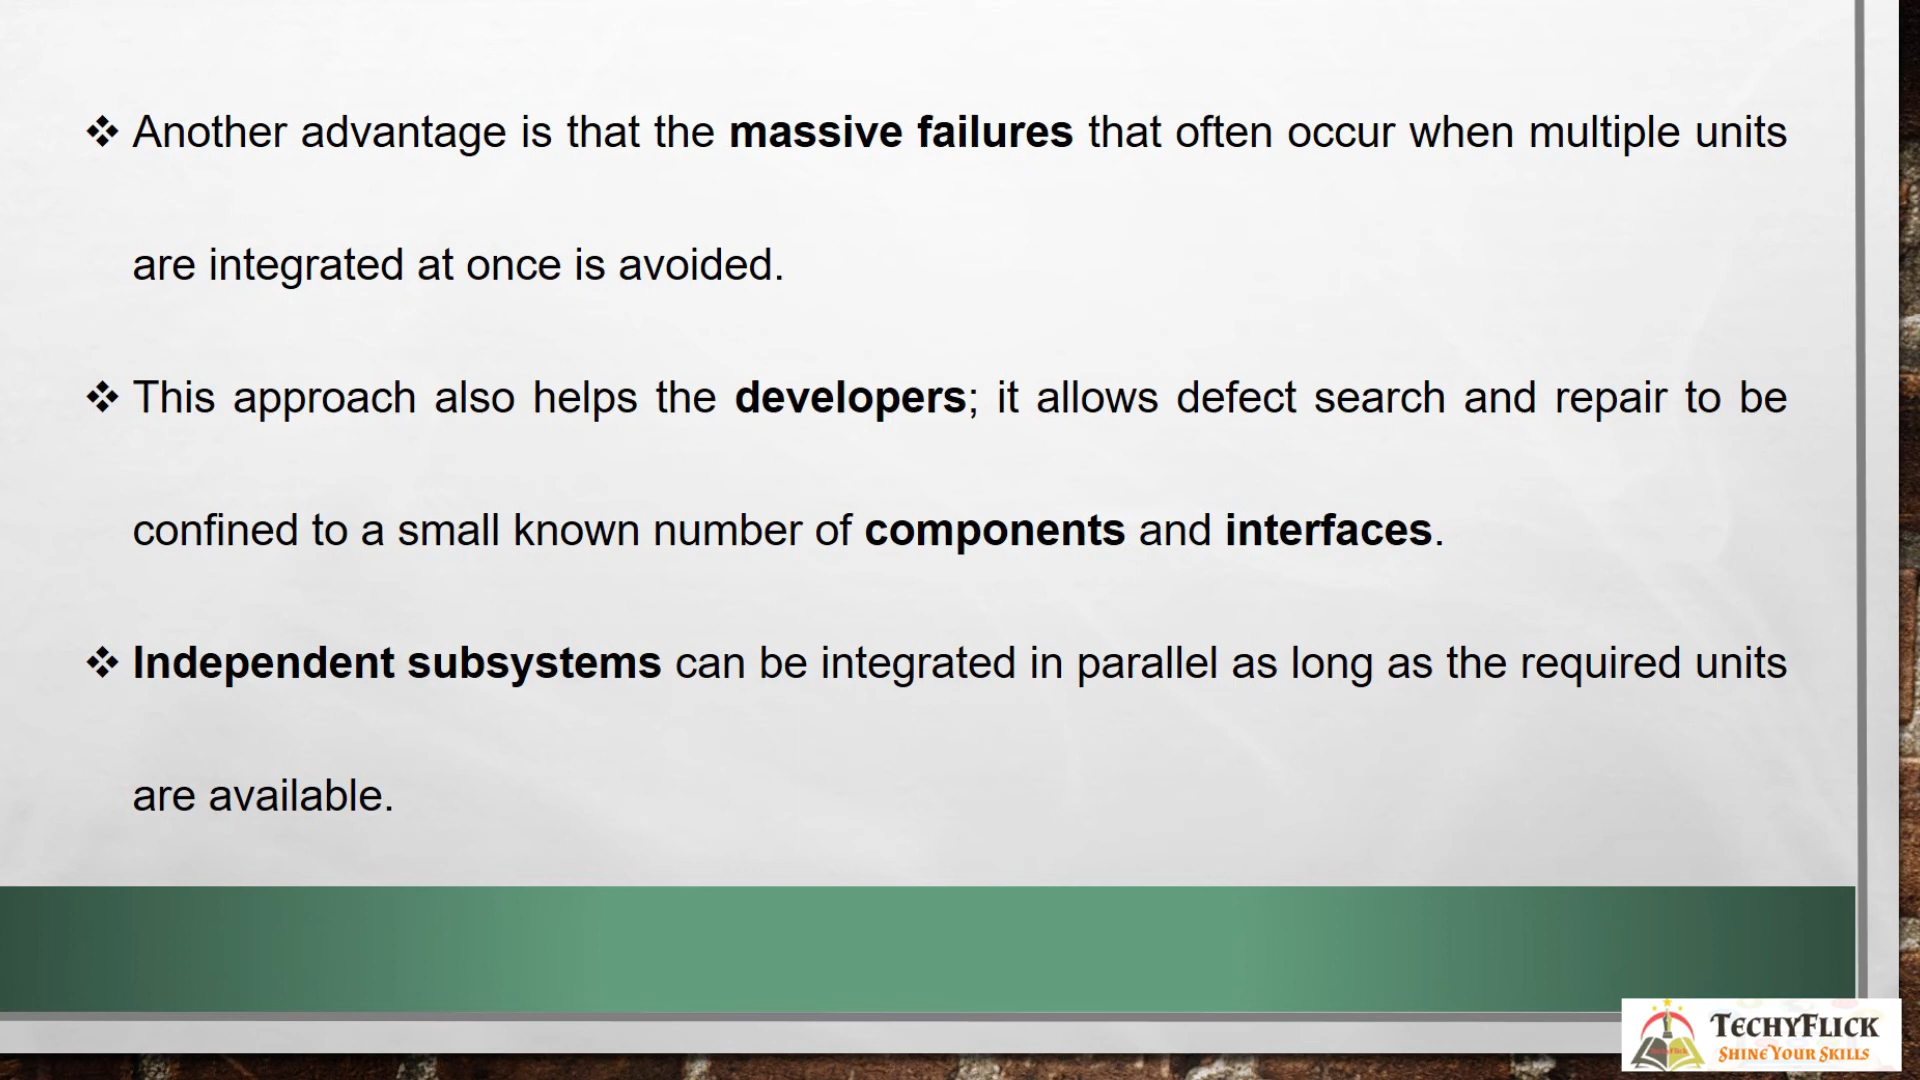 ❖ Another advantage is that the massive failures that often occur when multiple units
are integrated at once is avoided.
❖ This approach also helps the developers; it allows defect search and repair to be
confined to a small known number of components and interfaces.
❖ Independent subsystems can be integrated in parallel as long as the required units
are available.
TECHYFLICK
SHINE YOUR SKILLS